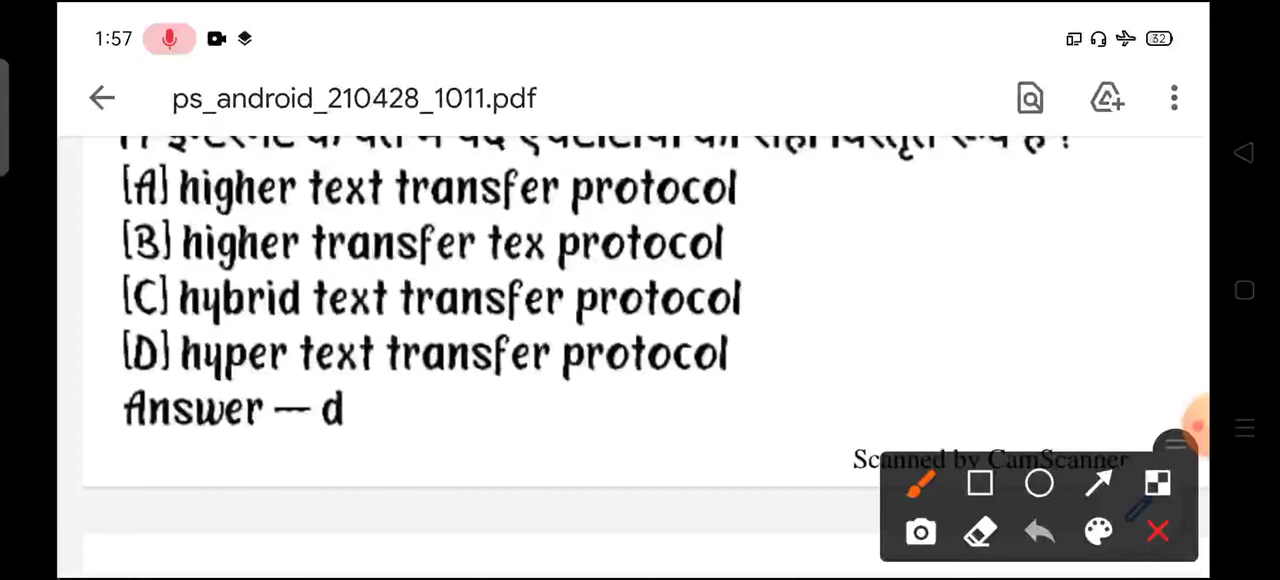 1:57
32
ps_android_210428_1011.pdf
[A] higher text transfer protocol
[B] higher transfer tex protocol
[C] hybrid text transfer protocol
[D] hyper text transfer protocol
Answer — d
Scanned by CamScanner